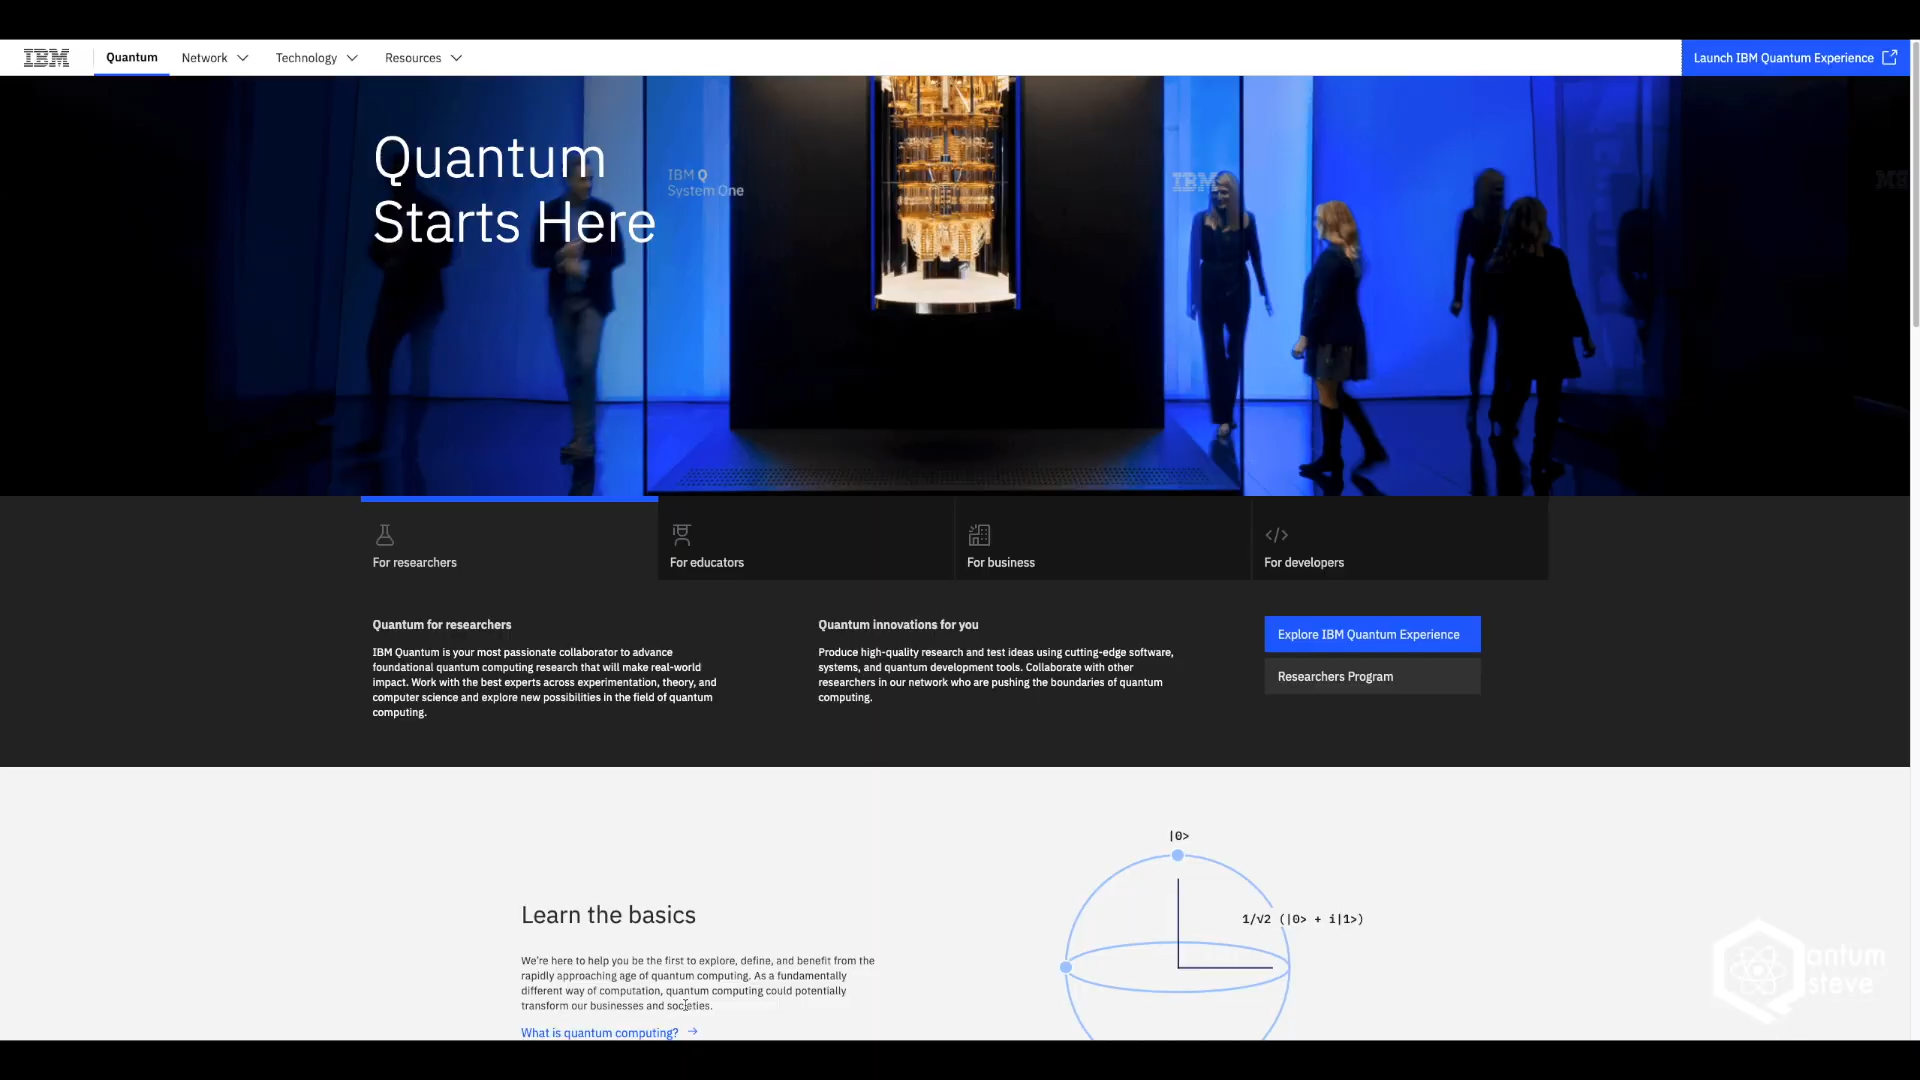 IBM
Quantum
Network
Technology
Resources
Launch IBM Quantum Experience
Quantum
Starts Here
IBM Q
System One
IBM
For researchers
For educators
For business
For developers
Quantum for researchers
IBM Quantum is your most passionate collaborator to advance
foundational quantum computing research that will make real-world
impact. Work with the best experts across experimentation, theory, and
computer science and explore new possibilities in the field of quantum
computing.
Quantum innovations for you
Produce high-quality research and test ideas using cutting-edge software,
systems, and quantum development tools. Collaborate with other
researchers in our network who are pushing the boundaries of quantum
computing.
Explore IBM Quantum Experience
Researchers Program
Learn the basics
We're here to help you be the first to explore, define, and benefit from the
rapidly approaching age of quantum computing. As a fundamentally
different way of computation, quantum computing could potentially
transform our businesses and societies.
What is quantum computing?
|0>
1/√2 (|0> + i|1>)
Quantum
steve